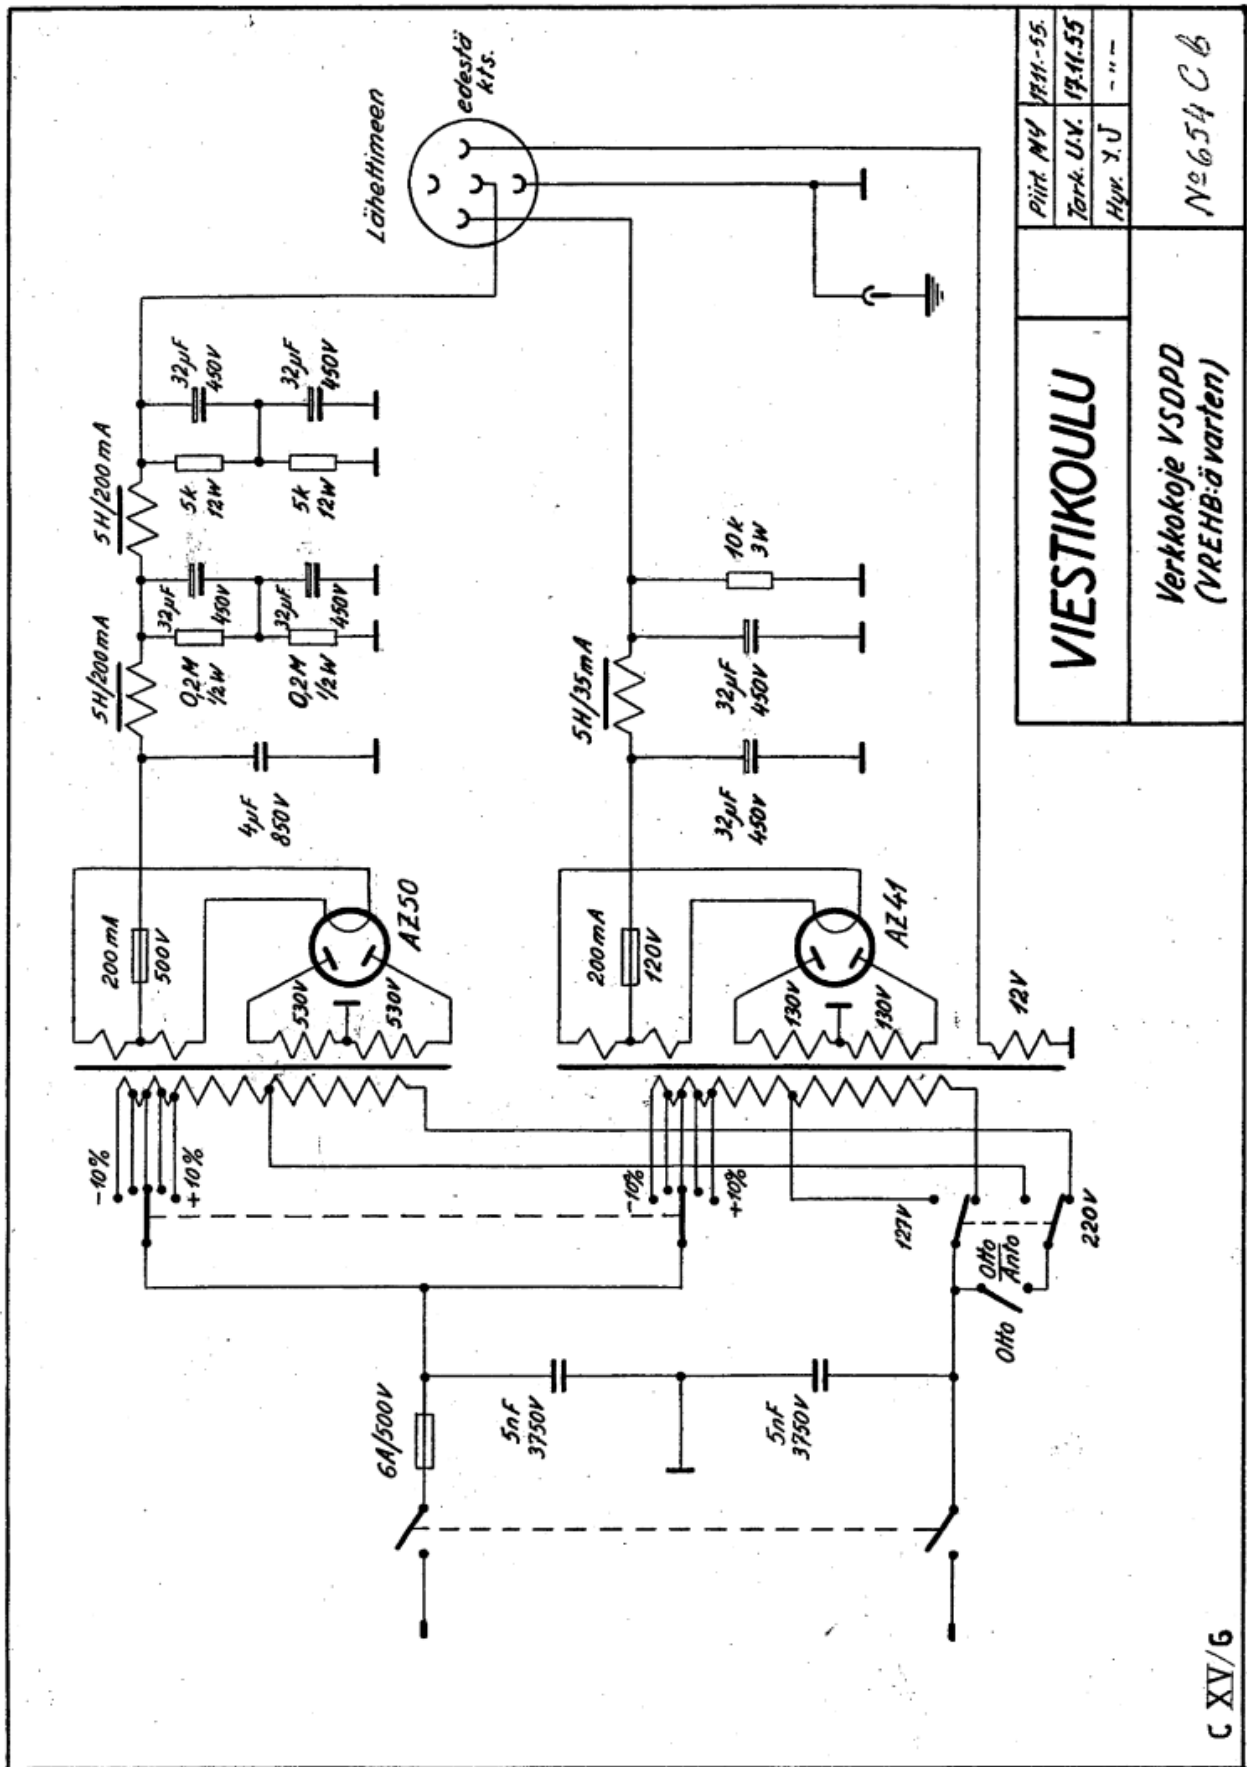 Lähettimeen
edestä
kts.
5H/200mA
5H/200mA
32µF
450V
32µF
450V
5k
12W
5k
12W
32µF
450V
32µF
450V
0,2M
1/2W
0,2M
1/2W
4µF
850V
200mA
500V
AZ50
530V
530V
-10%
+10%
5H/35mA
10k
3W
32µF
450V
32µF
450V
200mA
120V
AZ41
130V
130V
12V
-10%
+10%
127V
220V
Otto
Anto
Otto
6A/500V
5nF
3750V
5nF
3750V
VIESTIKOULU
Piirt. MY 17.11.-55.
Tark. U.V. 17.11.55
Hyv. Y.J -"-
Verkkokoje VSDPD
(VREHB:ä varten)
№654 C 6
C XV/6